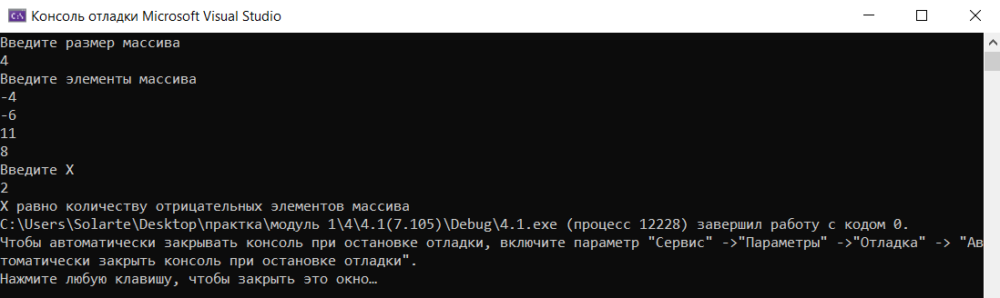 Консоль отладки Microsoft Visual Studio
Введите размер массива
4
Введите элементы массива
-4
-6
11
8
Введите X
2
X равно количеству отрицательных элементов массива
C:\Users\Solarte\Desktop\практка\модуль 1\4\4.1(7.105)\Debug\4.1.exe (процесс 12228) завершил работу с кодом 0.
Чтобы автоматически закрывать консоль при остановке отладки, включите параметр "Сервис" ->"Параметры" ->"Отладка" -> "Ав
томатически закрыть консоль при остановке отладки".
Нажмите любую клавишу, чтобы закрыть это окно…